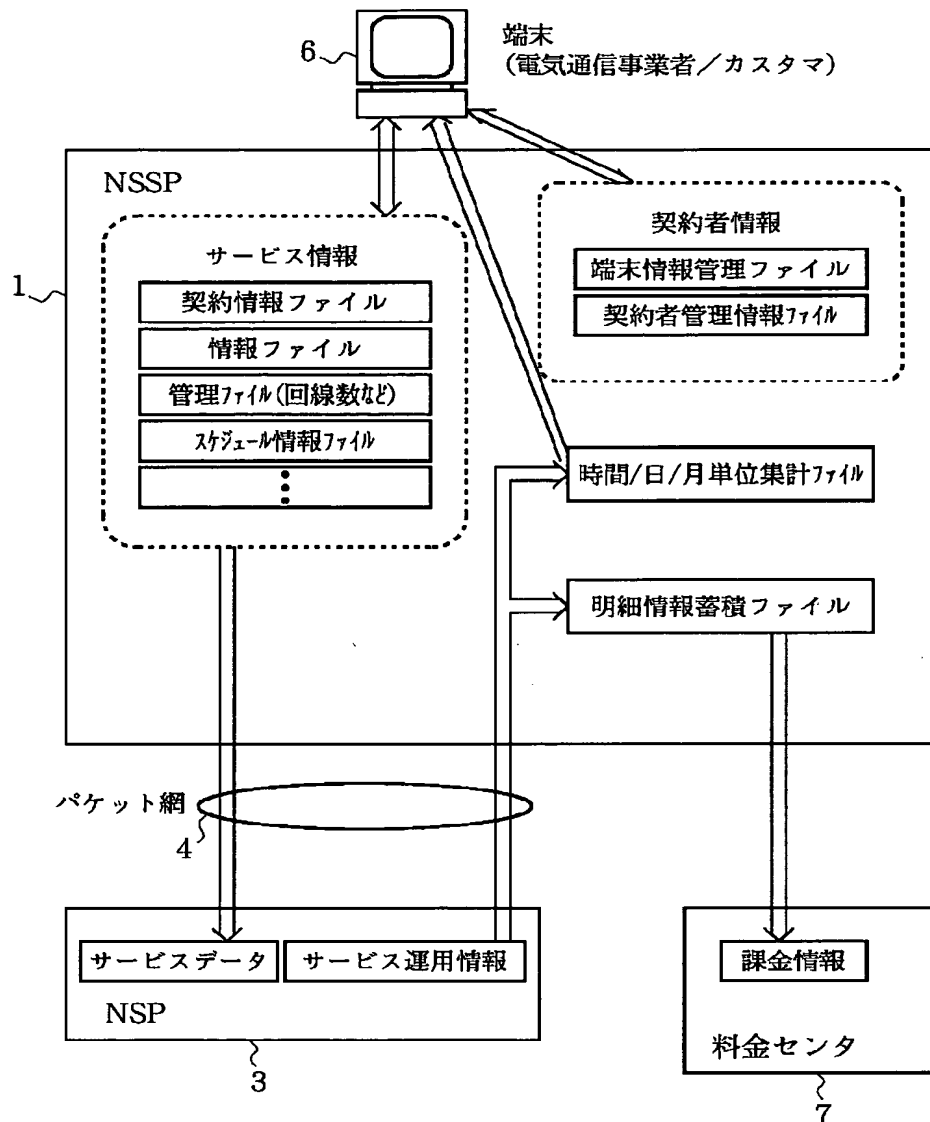 6
端末
(電気通信事業者／カスタマ)
NSSP
1
サービス情報
契約情報ファイル
情報ファイル
管理ファイル(回線数など)
スケジュール情報ファイル
契約者情報
端末情報管理ファイル
契約者管理情報ファイル
時間/日/月単位集計ファイル
明細情報蓄積ファイル
パケット網
4
サービスデータ
サービス運用情報
NSP
3
課金情報
料金センタ
7